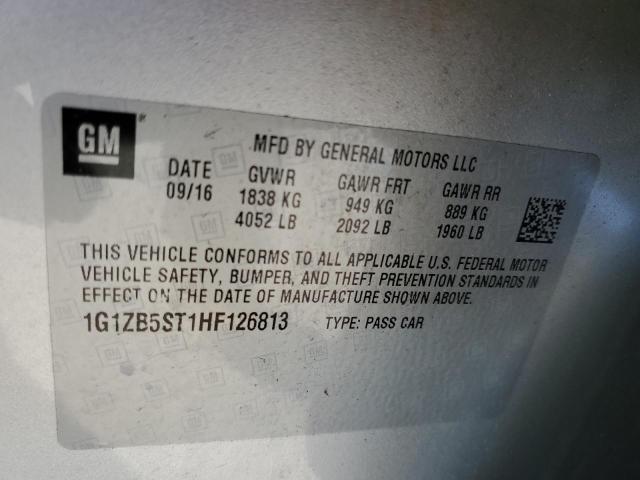 GM
MFD BY GENERAL MOTORS LLC
DATE GVWR GAWR FRT GAWR RR
09/16 1838 KG 949 KG 889 KG
4052 LB 2092 LB 1960 LB
THIS VEHICLE CONFORMS TO ALL APPLICABLE U.S. FEDERAL MOTOR
VEHICLE SAFETY, BUMPER, AND THEFT PREVENTION STANDARDS IN
EFFECT ON THE DATE OF MANUFACTURE SHOWN ABOVE.
1G1ZB5ST1HF126813 TYPE: PASS CAR